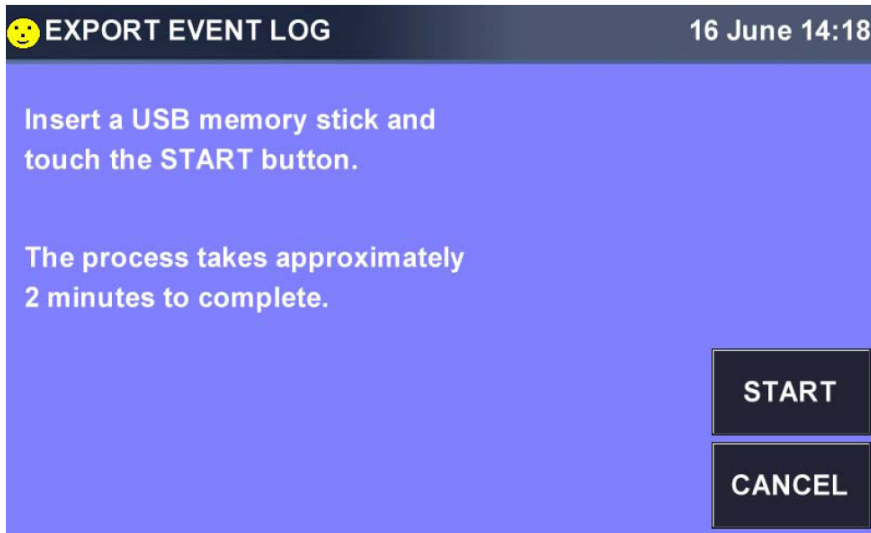 EXPORT EVENT LOG
16 June 14:18
Insert a USB memory stick and
touch the START button.
The process takes approximately
2 minutes to complete.
START
CANCEL